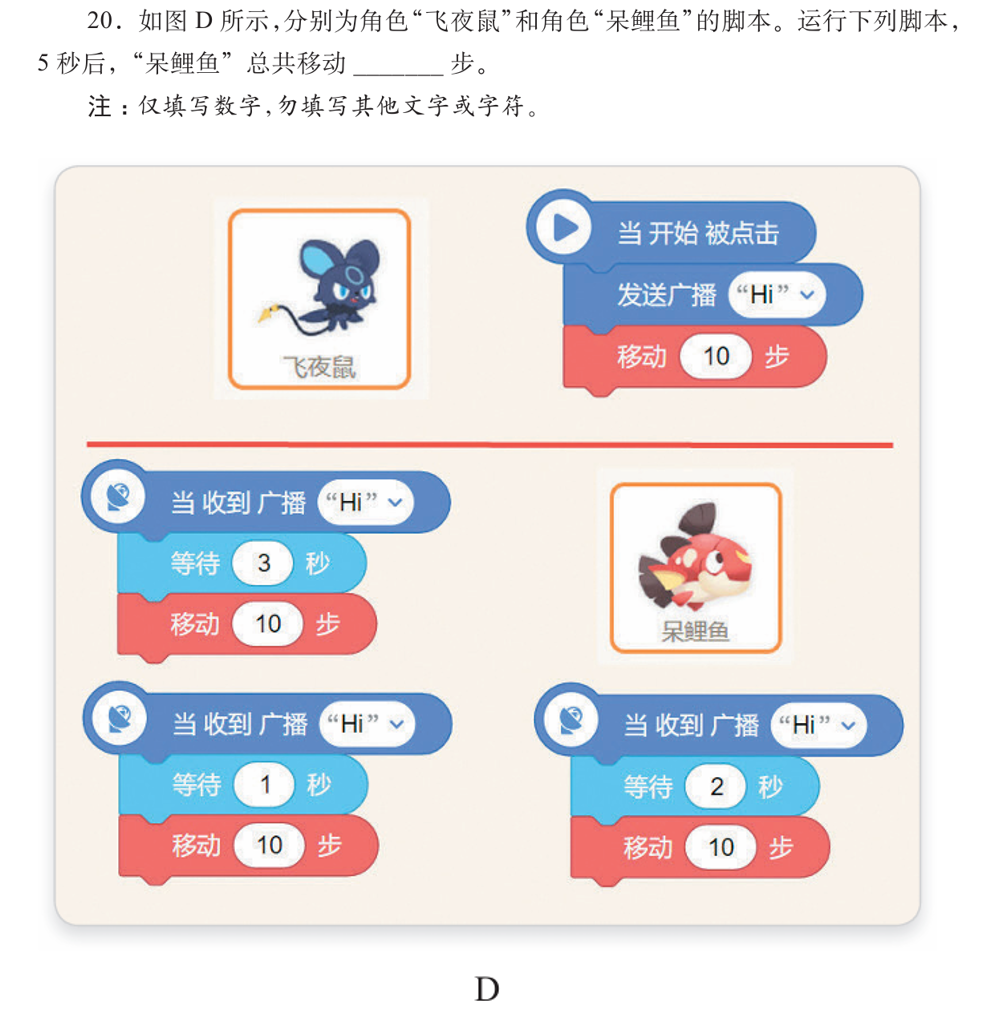 20. 如图 D 所示,分别为角色“飞夜鼠”和角色“呆鲤鱼”的脚本。运行下列脚本,
5 秒后，“呆鲤鱼”总共移动 ______ 步。
注：仅填写数字,勿填写其他文字或字符。
当 开始 被点击
发送广播 “Hi”
移动 10 步
飞夜鼠
当 收到 广播 “Hi”
等待 3 秒
移动 10 步
呆鲤鱼
当 收到 广播 “Hi”
等待 1 秒
移动 10 步
当 收到 广播 “Hi”
等待 2 秒
移动 10 步
D